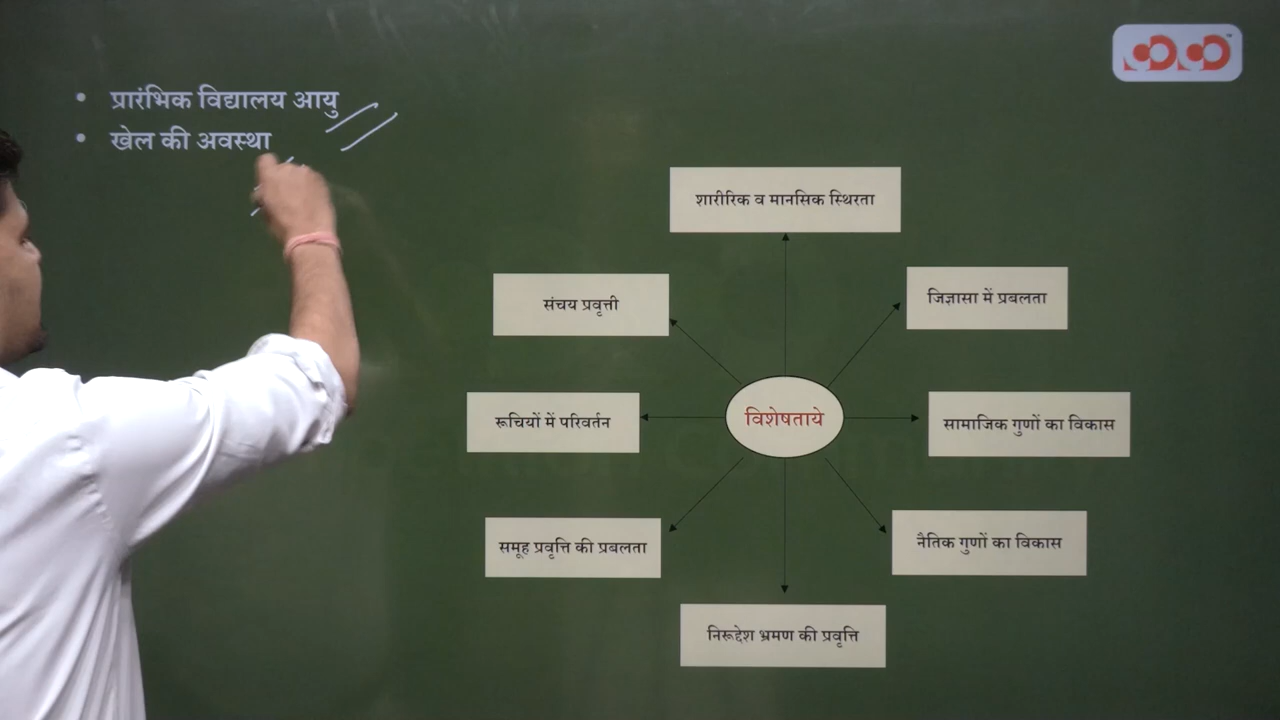 • प्रारंभिक विद्यालय आयु
• खेल की अवस्था
शारीरिक व मानसिक स्थिरता
संचय प्रवृत्ती
जिज्ञासा में प्रबलता
रूचियों में परिवर्तन
विशेषताये
सामाजिक गुणों का विकास
समूह प्रवृत्ति की प्रबलता
नैतिक गुणों का विकास
निरूद्देश भ्रमण की प्रवृत्ति